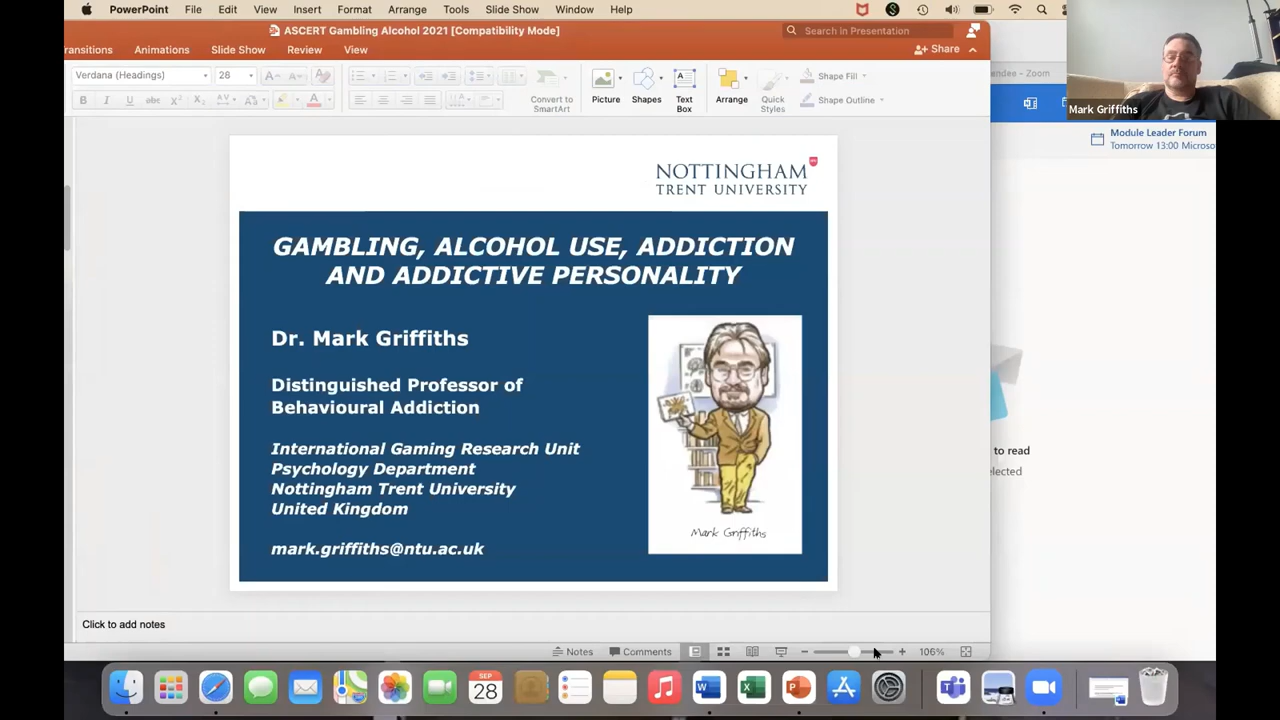 PowerPoint File Edit View Insert Format Arrange Tools Slide Show Window Help
ASCERT Gambling Alcohol 2021 [Compatibility Mode]
Search in Presentation
ransitions Animations Slide Show Review View
Share
Verdana (Headings) 28
Convert to
SmartArt
Picture
Shapes
Text
Box
Arrange
Quick
Styles
Shape Fill
Shape Outline
endee - Zoom
Mark Griffiths
Module Leader Forum
Tomorrow 13:00 Microso
NOTTINGHAM
TRENT UNIVERSITY
GAMBLING, ALCOHOL USE, ADDICTION
AND ADDICTIVE PERSONALITY
Dr. Mark Griffiths
Distinguished Professor of
Behavioural Addiction
International Gaming Research Unit
Psychology Department
Nottingham Trent University
United Kingdom
mark.griffiths@ntu.ac.uk
Mark Griffiths
to read
elected
Click to add notes
Notes Comments 106%
SEP
28